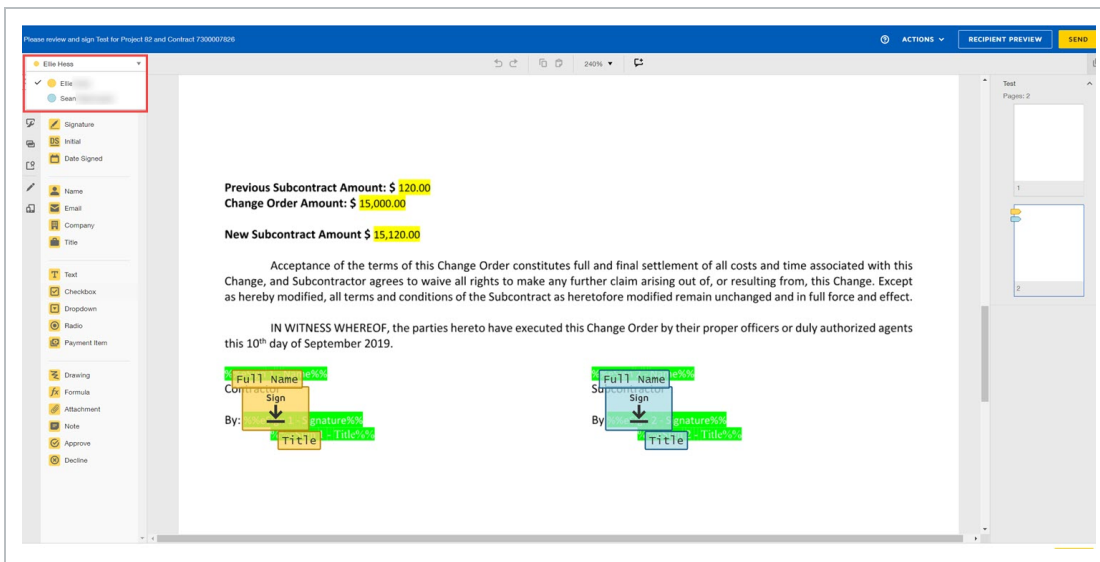 Please review and sign Test for Project 82 and Contract 7300007826
ACTIONS
RECIPIENT PREVIEW
SEND
Elle Hess
240%
Ellie
Sean
Signature
DS Initial
Date Signed
Name
Email
Company
Title
T Text
Checkbox
Dropdown
Radio
Payment Item
Drawing
fx Formula
Attachment
Note
Approve
Decline
Previous Subcontract Amount: $ 120.00
Change Order Amount: $ 15,000.00
New Subcontract Amount $ 15,120.00
Acceptance of the terms of this Change Order constitutes full and final settlement of all costs and time associated with this
Change, and Subcontractor agrees to waive all rights to make any further claim arising out of, or resulting from, this Change. Except
as hereby modified, all terms and conditions of the Subcontract as heretofore modified remain unchanged and in full force and effect.
IN WITNESS WHEREOF, the parties hereto have executed this Change Order by their proper officers or duly authorized agents
this 10th day of September 2019.
Full Name
Sign
By:
Title
Full Name
Sign
By
Title
Test
Pages: 2
1
2